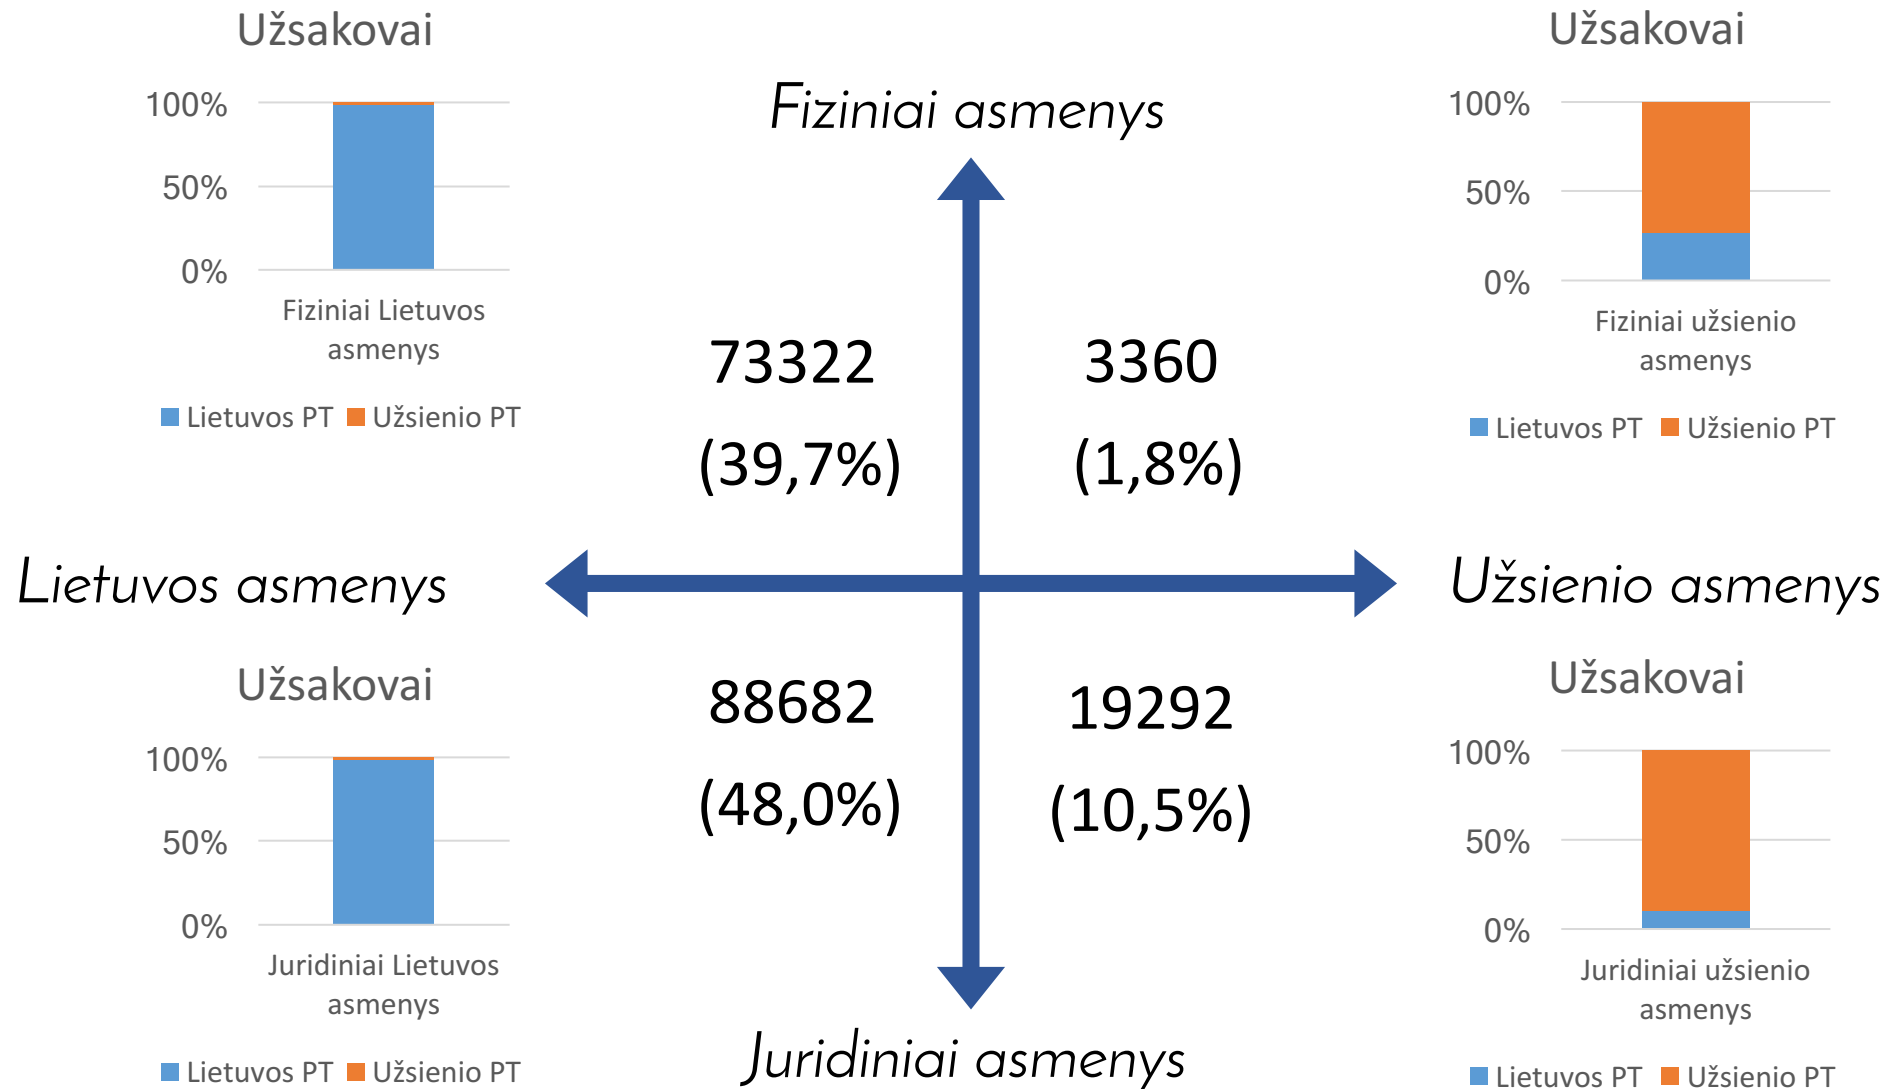 Užsakovai
100%
50%
0%
Fiziniai Lietuvos
asmenys
Lietuvos PT Užsienio PT
Fiziniai asmenys
Užsakovai
100%
50%
0%
Fiziniai užsienio
asmenys
Lietuvos PT Užsienio PT
73322
(39,7%)
3360
(1,8%)
Lietuvos asmenys
Užsienio asmenys
Užsakovai
100%
50%
0%
Juridiniai Lietuvos
asmenys
Lietuvos PT Užsienio PT
88682
(48,0%)
19292
(10,5%)
Užsakovai
100%
50%
0%
Juridiniai užsienio
asmenys
Lietuvos PT Užsienio PT
Juridiniai asmenys